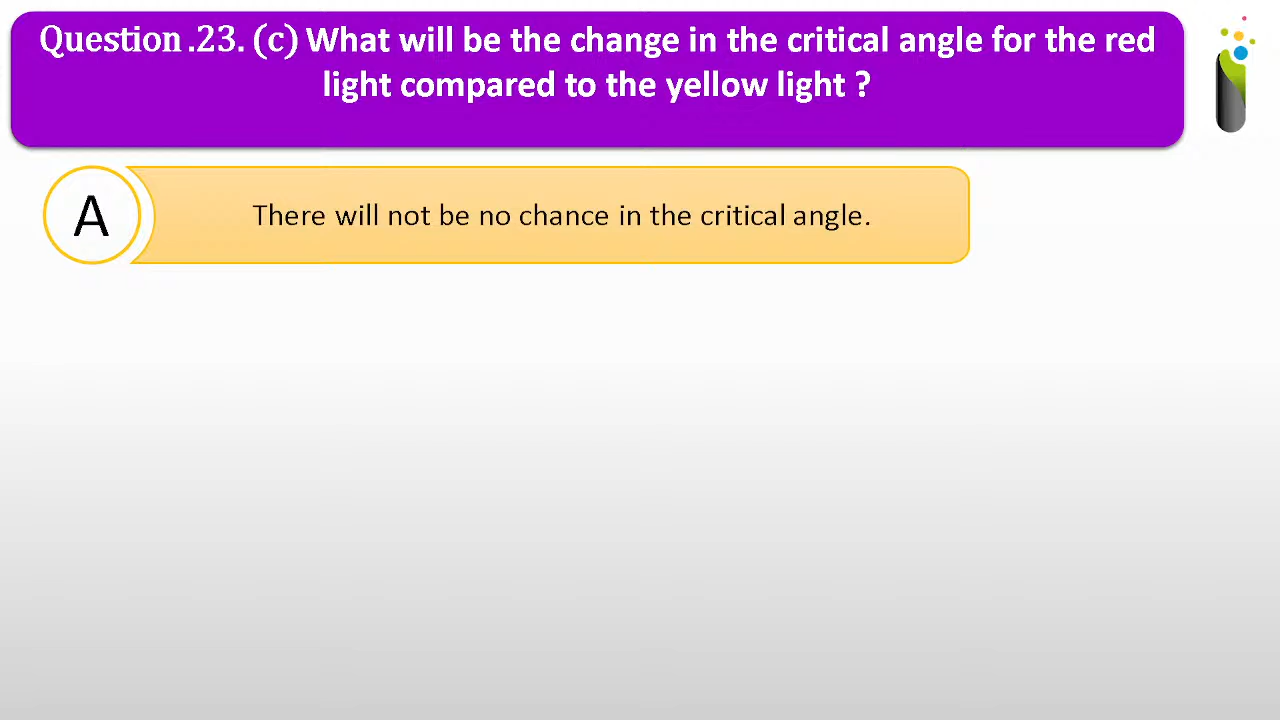 Question .23. (c) What will be the change in the critical angle for the red
light compared to the yellow light ?
A
There will not be no chance in the critical angle.